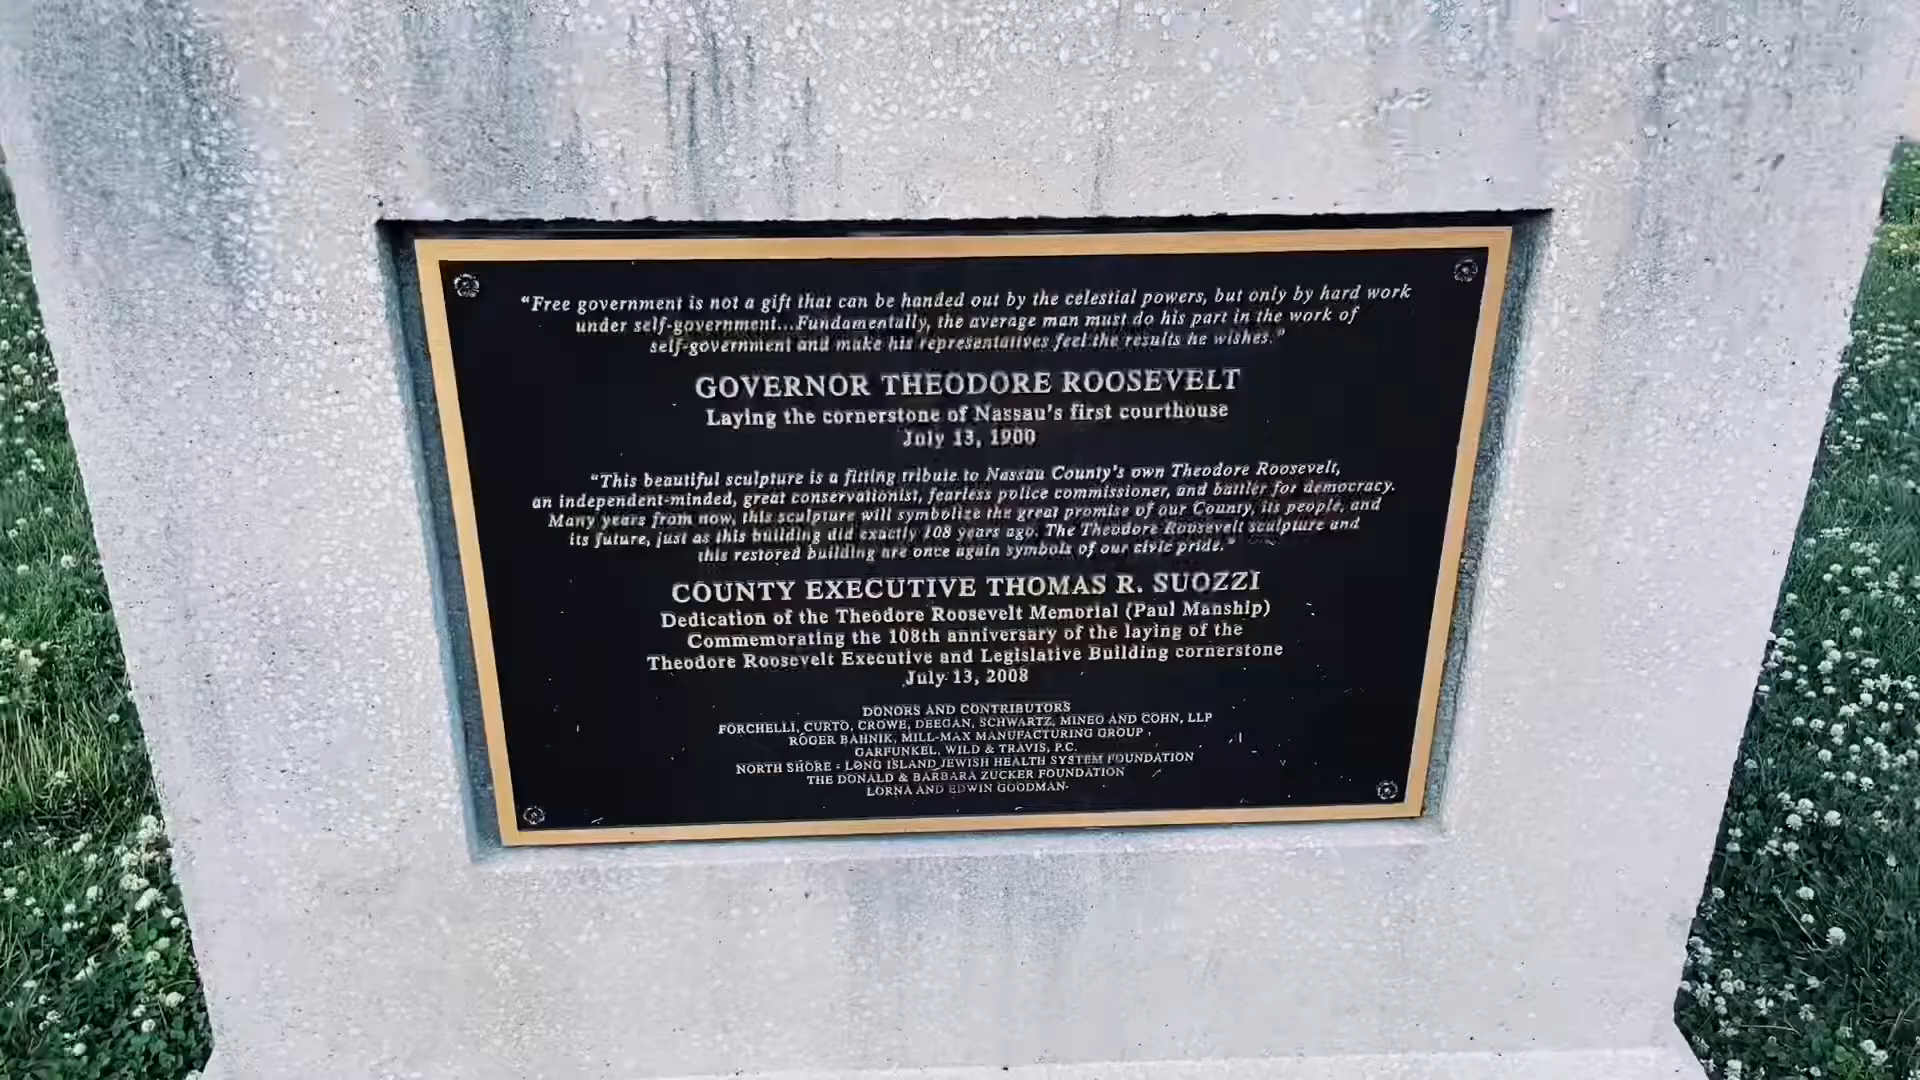 “Free government is not a gift that can be handed out by the celestial powers, but only by hard work
under self-government...Fundamentally, the average man must do his part in the work of
self-government and make his representatives feel the results he wishes.”
GOVERNOR THEODORE ROOSEVELT
Laying the cornerstone of Nassau's first courthouse
July 13, 1900
“This beautiful sculpture is a fitting tribute to Nassau County's own Theodore Roosevelt,
an independent-minded, great conservationist, fearless police commissioner, and battler for democracy.
Many years from now, this sculpture will symbolize the great promise of our County, its people, and
its future, just as this building did exactly 108 years ago. The Theodore Roosevelt sculpture and
this restored building are once again symbols of our civic pride.”
COUNTY EXECUTIVE THOMAS R. SUOZZI
Dedication of the Theodore Roosevelt Memorial (Paul Manship)
Commemorating the 108th anniversary of the laying of the
Theodore Roosevelt Executive and Legislative Building cornerstone
July 13, 2008
DONORS AND CONTRIBUTORS
FORCHELLI, CURTO, CROWE, DEEGAN, SCHWARTZ, MINEO AND COHN, LLP
ROGER BAHNIK, MILL-MAX MANUFACTURING GROUP
GARFUNKEL, WILD & TRAVIS, P.C.
NORTH SHORE - LONG ISLAND JEWISH HEALTH SYSTEM FOUNDATION
THE DONALD & BARBARA ZUCKER FOUNDATION
LORNA AND EDWIN GOODMAN